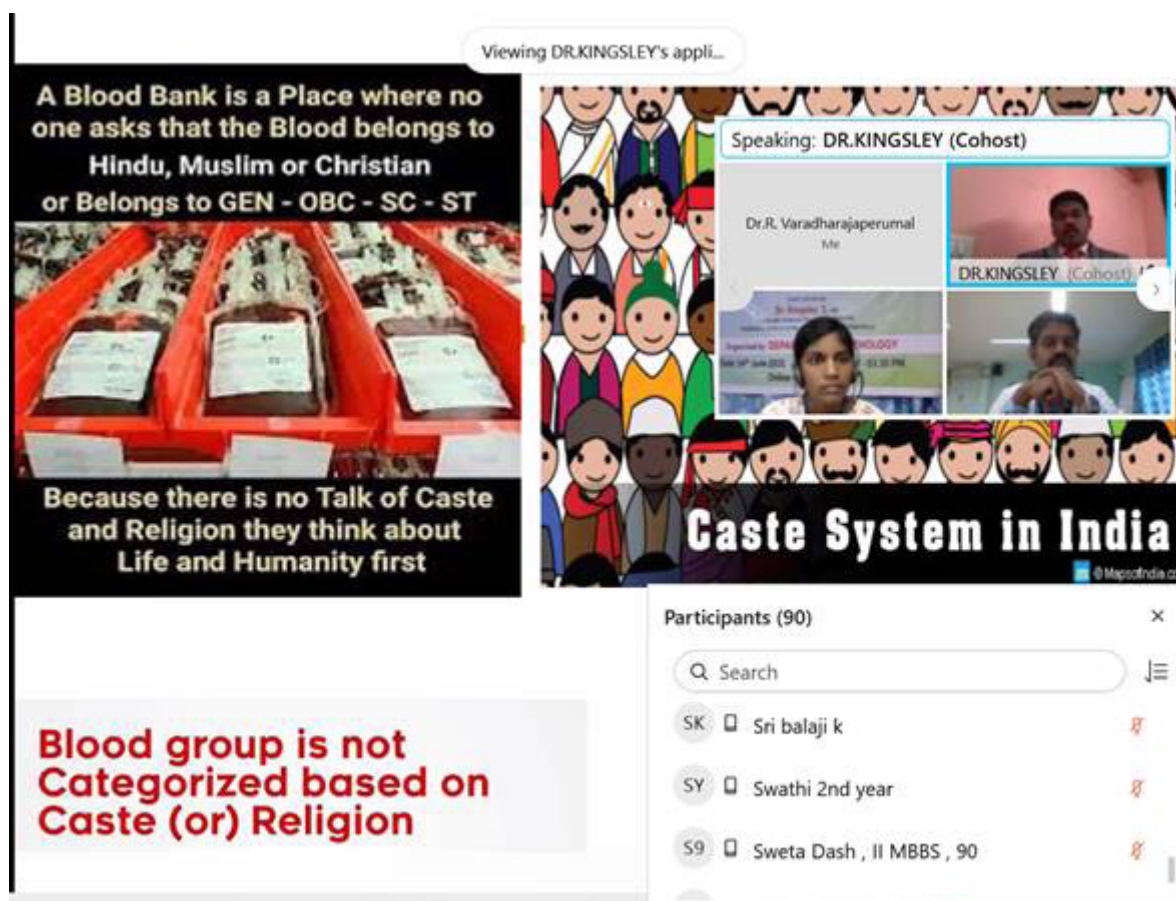 Viewing DR.KINGSLEY's appli...
A Blood Bank is a Place where no
one asks that the Blood belongs to
Hindu, Muslim or Christian
or Belongs to GEN - OBC - SC - ST
Because there is no Talk of Caste
and Religion they think about
Life and Humanity first
Speaking: DR.KINGSLEY (Cohost)
Dr.R. Varadharajaperumal
Me
DR.KINGSLEY (Cohost)
Organised by
Caste System in India
Blood group is not
Categorized based on
Caste (or) Religion
Participants (90)
Search
SK Sri balaji k
SY Swathi 2nd year
S9 Sweta Dash , II MBBS , 90